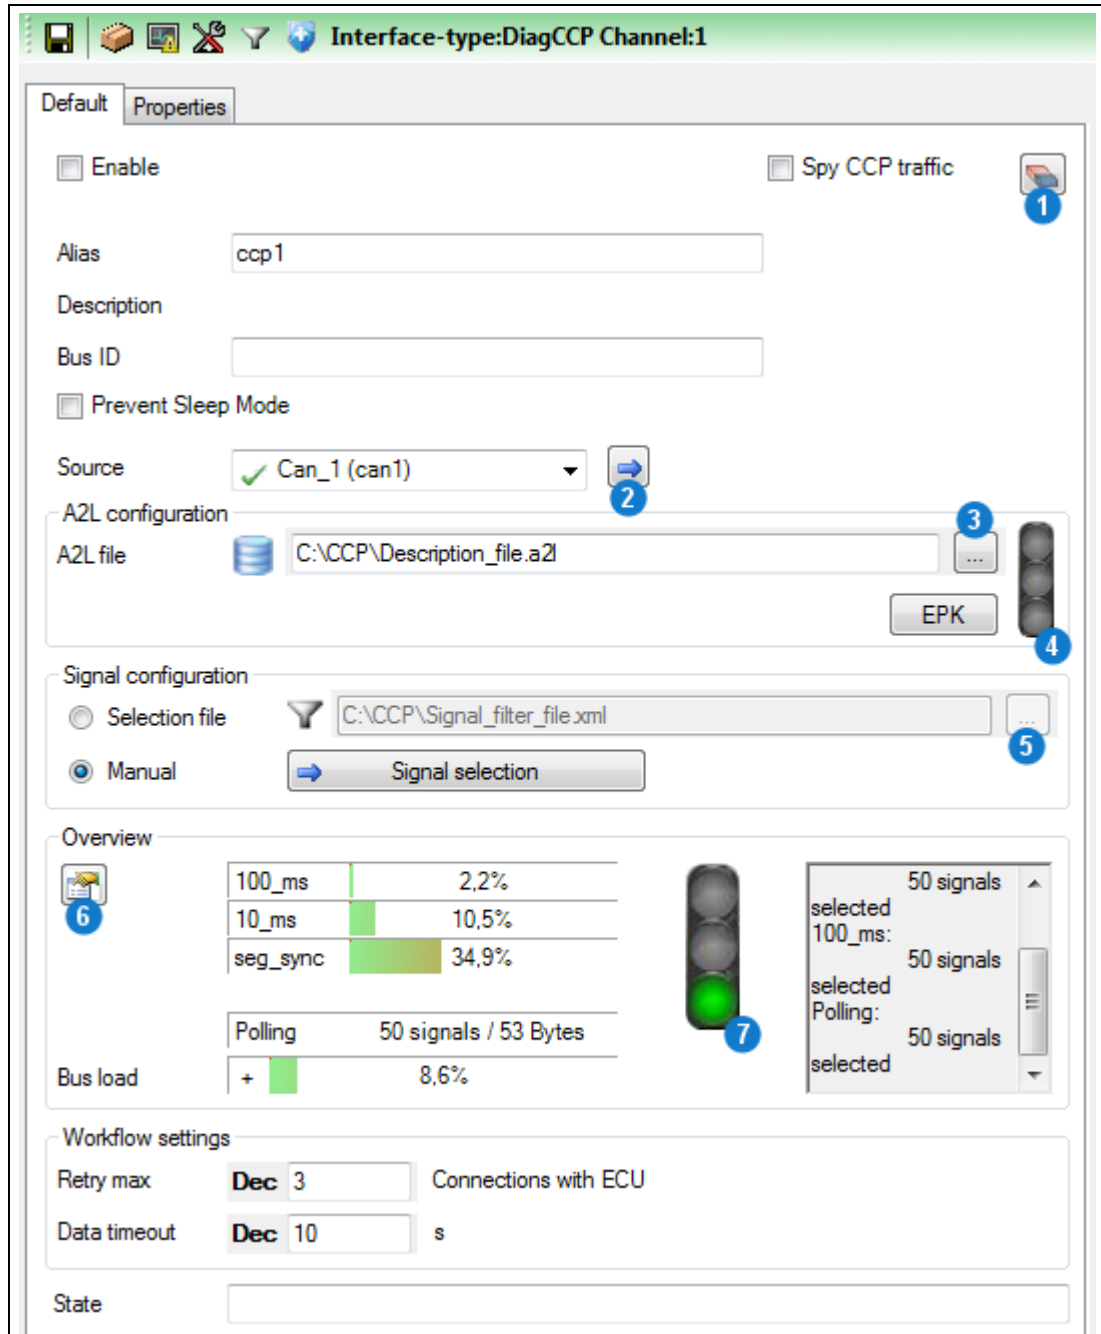 Interface-type:DiagCCP Channel:1
Default Properties
Enable Spy CCP traffic
1
Alias ccp1
Description
Bus ID
Prevent Sleep Mode
Source Can_1 (can1)
2
A2L configuration
3
A2L file C:\CCP\Description_file.a2l ...
EPK
4
Signal configuration
Selection file C:\CCP\Signal_filter_file.xml ...
5
Manual Signal selection
Overview
6
100_ms 2,2%
10_ms 10,5%
seg_sync 34,9%
Polling 50 signals / 53 Bytes
Bus load + 8,6%
7
50 signals
selected
100_ms:
50 signals
selected
Polling:
50 signals
selected
Workflow settings
Retry max Dec 3 Connections with ECU
Data timeout Dec 10 s
State